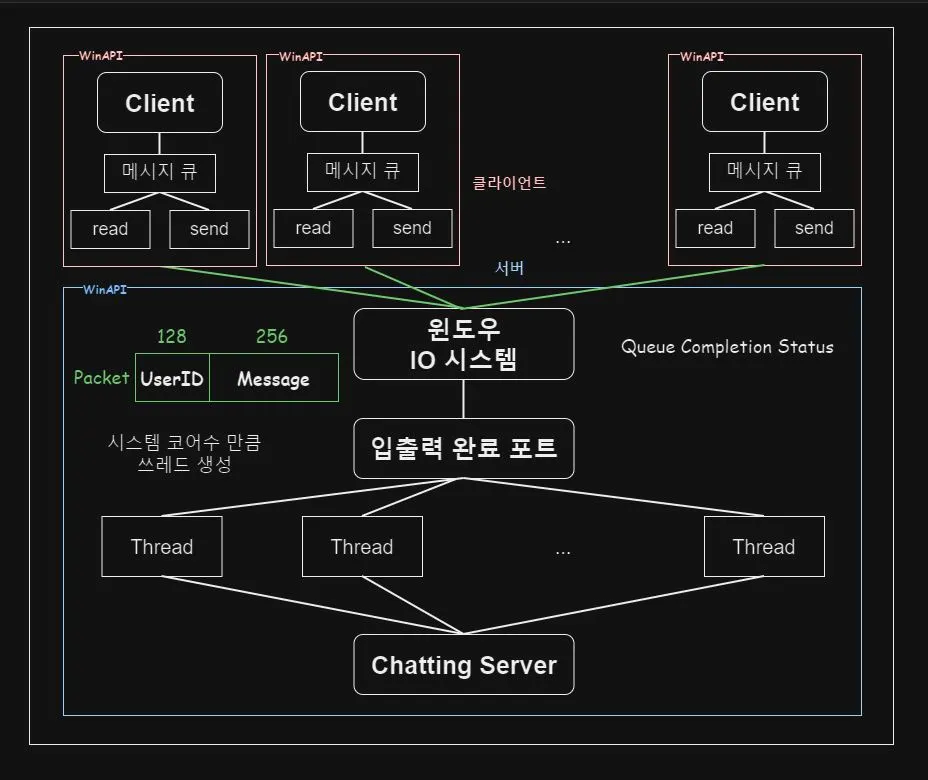 WinAPI
WinAPI
WinAPI
Client
Client
Client
메시지 큐
메시지 큐
메시지 큐
클라이언트
read
send
read
send
...
read
send
서버
WinAPI
윈도우
IO 시스템
128
256
Queue Completion Status
Packet
UserID
Message
입출력 완료 포트
시스템 코어수 만큼
쓰레드 생성
Thread
Thread
...
Thread
Chatting Server